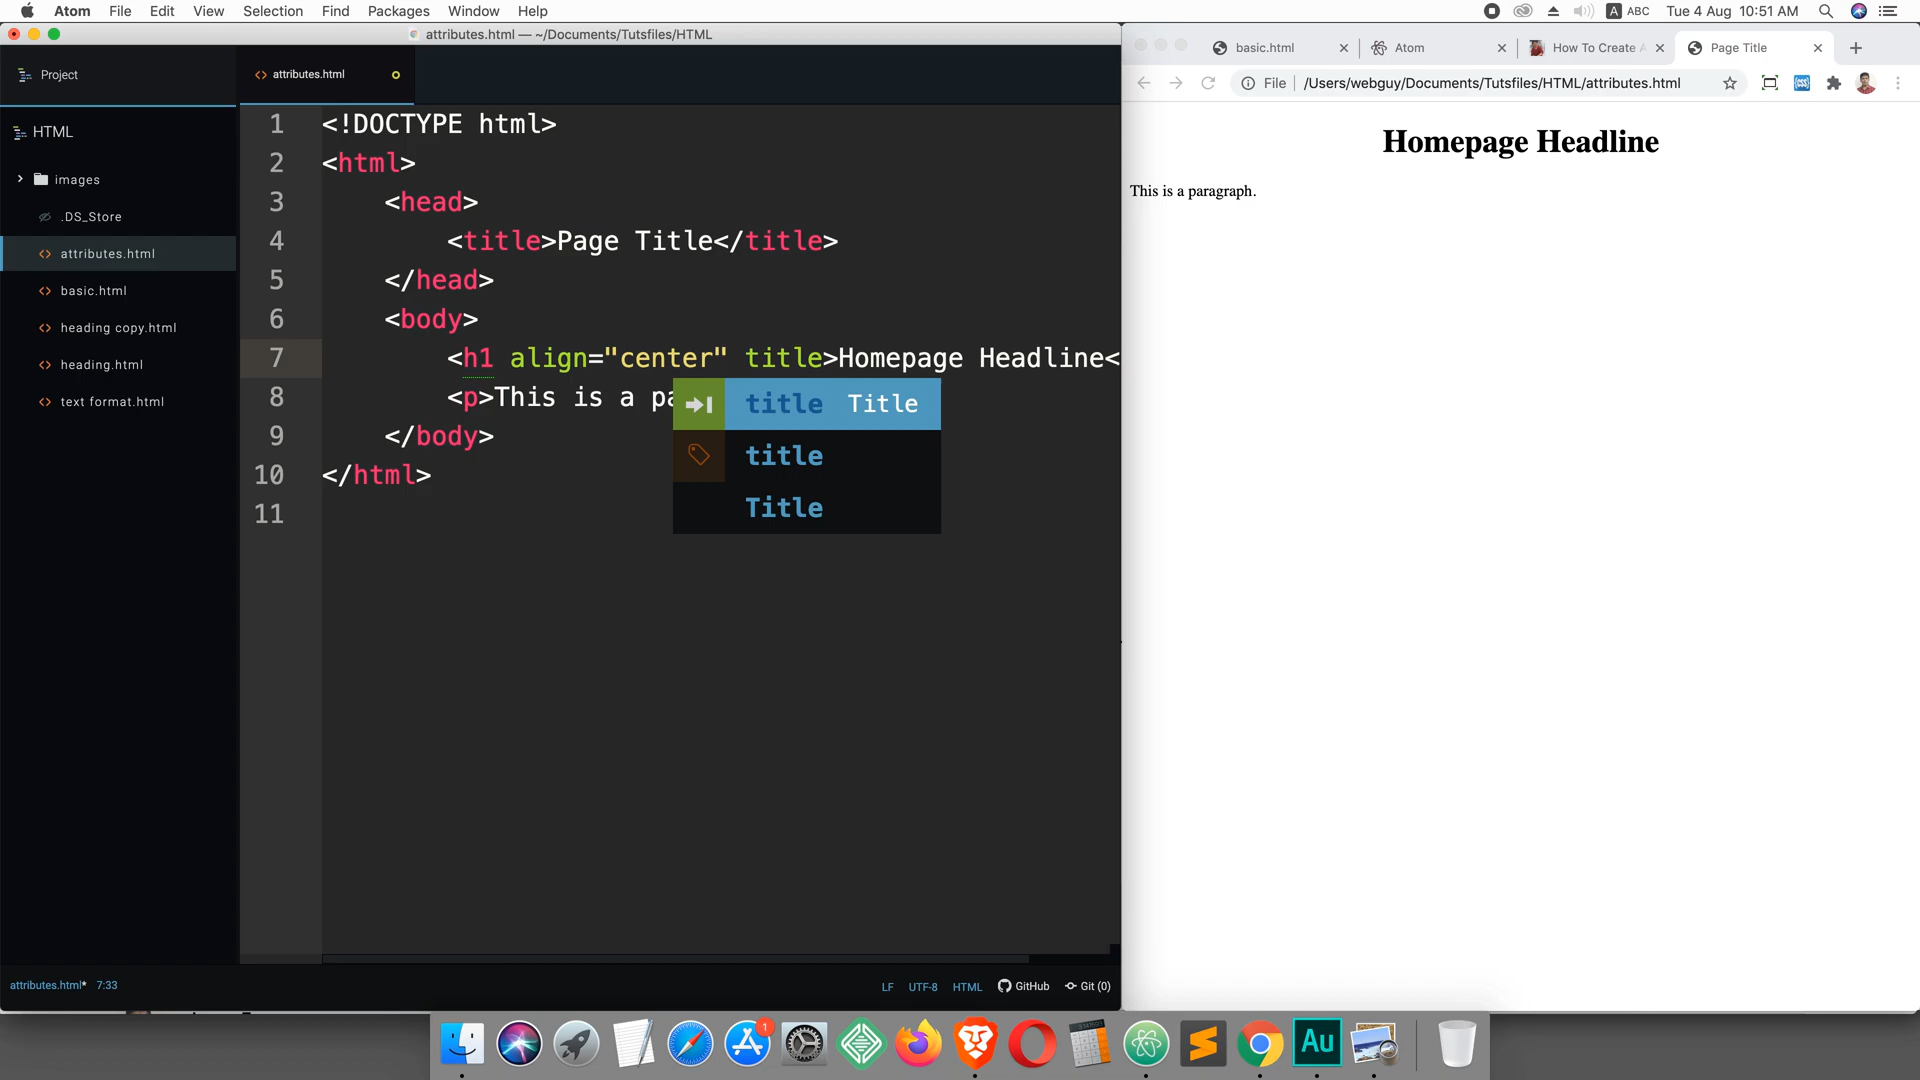 Atom File Edit View Selection Find Packages Window Help
A ABC Tue 4 Aug 10:51 AM
attributes.html — ~/Documents/Tutsfiles/HTML
Project
attributes.html
HTML
images
.DS_Store
attributes.html
basic.html
heading copy.html
heading.html
text format.html
1 <!DOCTYPE html>
2 <html>
3 <head>
4 <title>Page Title</title>
5 </head>
6 <body>
7 <h1 align="center" title>Homepage Headline<
8 <p>This is a pa
9 </body>
10 </html>
11
title Title
title
Title
attributes.html* 7:33
LF UTF-8 HTML GitHub Git (0)
basic.html
Atom
How To Create A
Page Title
File | /Users/webguy/Documents/Tutsfiles/HTML/attributes.html
Homepage Headline
This is a paragraph.
1
Au